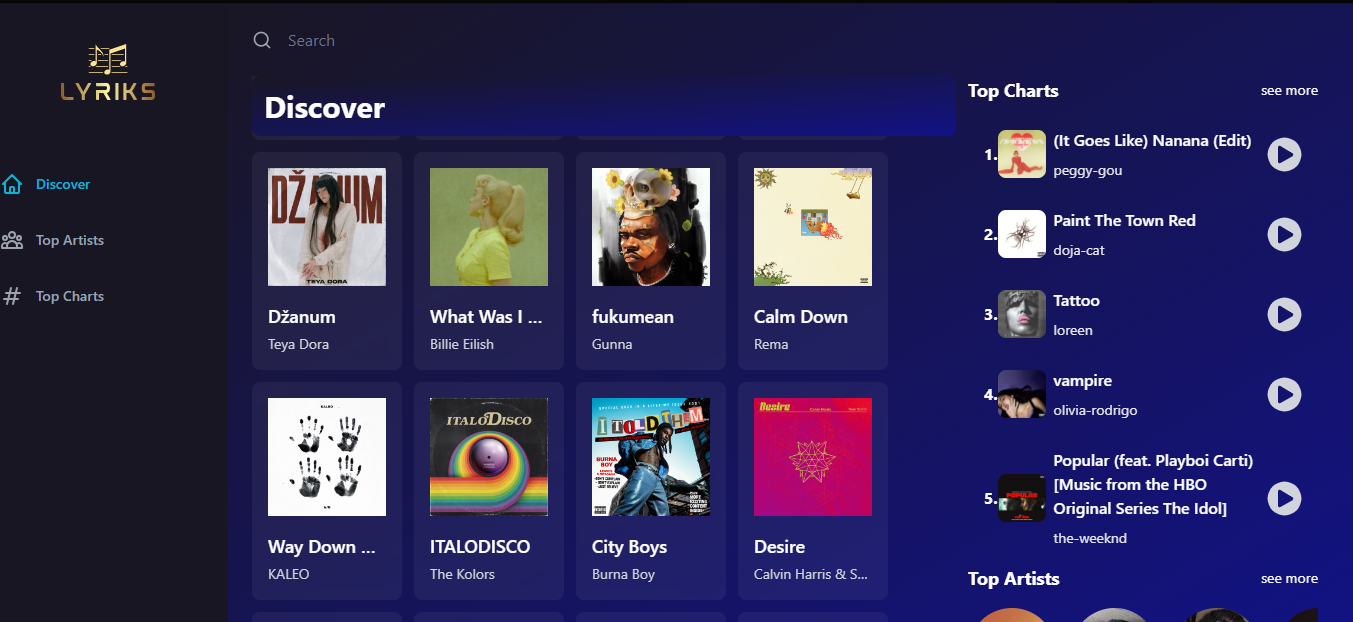 LYRIKS
Discover
Top Artists
Top Charts
Search
Discover
DŽANUM
TEYA DORA
Džanum
Teya Dora
What Was I ...
Billie Eilish
fukumean
Gunna
Calm Down
Rema
KALEO
Way Down ...
KALEO
ITALODISCO
ITALODISCO
The Kolors
I TOLD THEM
BURNA
BOY
City Boys
Burna Boy
Desire
Desire
Calvin Harris & S...
Top Charts
see more
1.
(It Goes Like) Nanana (Edit)
peggy-gou
2.
Paint The Town Red
doja-cat
3.
Tattoo
loreen
4.
vampire
olivia-rodrigo
5.
POPULAR
Popular (feat. Playboi Carti)
[Music from the HBO
Original Series The Idol]
the-weeknd
Top Artists
see more